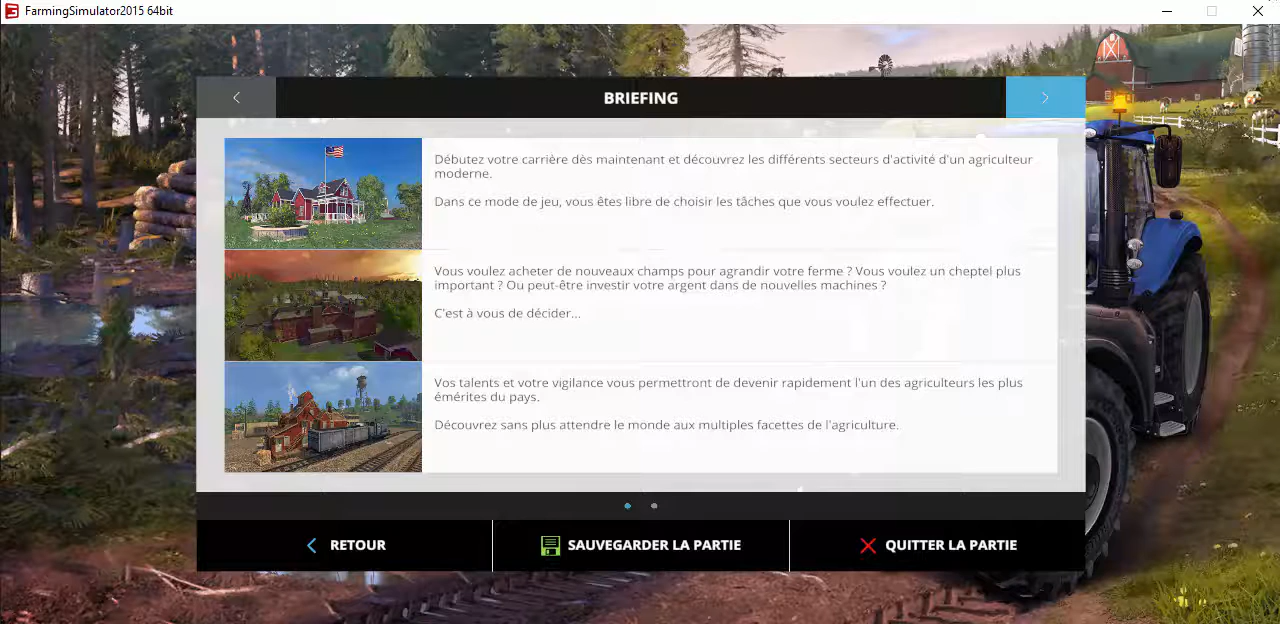 FarmingSimulator2015 64bit
BRIEFING
Débutez votre carrière dès maintenant et découvrez les différents secteurs d'activité d'un agriculteur
moderne.
Dans ce mode de jeu, vous êtes libre de choisir les tâches que vous voulez effectuer.
Vous voulez acheter de nouveaux champs pour agrandir votre ferme ? Vous voulez un cheptel plus
important ? Ou peut-être investir votre argent dans de nouvelles machines ?
C'est à vous de décider...
Vos talents et votre vigilance vous permettront de devenir rapidement l'un des agriculteurs les plus
émérites du pays.
Découvrez sans plus attendre le monde aux multiples facettes de l'agriculture.
RETOUR
SAUVEGARDER LA PARTIE
QUITTER LA PARTIE